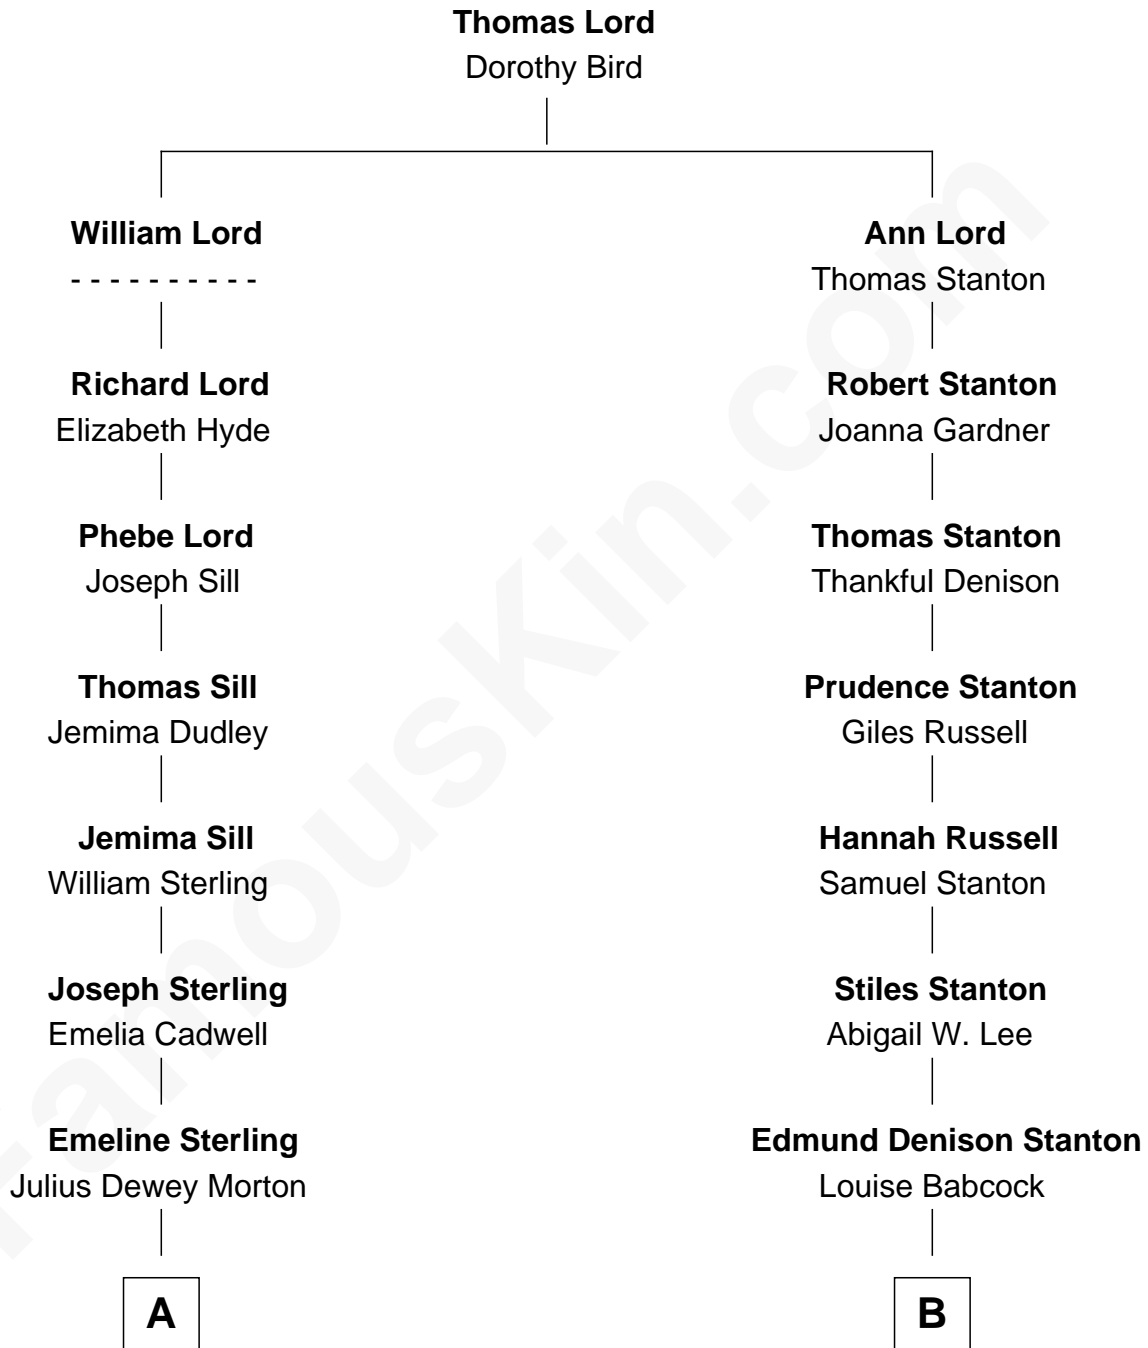 Thomas Lord
Dorothy Bird
William Lord
- - - - - - - - - -
Ann Lord
Thomas Stanton
Richard Lord
Elizabeth Hyde
Robert Stanton
Joanna Gardner
Phebe Lord
Joseph Sill
Thomas Stanton
Thankful Denison
Thomas Sill
Jemima Dudley
Prudence Stanton
Giles Russell
Jemima Sill
William Sterling
Hannah Russell
Samuel Stanton
Joseph Sterling
Emelia Cadwell
Stiles Stanton
Abigail W. Lee
Emeline Sterling
Julius Dewey Morton
Edmund Denison Stanton
Louise Babcock
A
B
FamousKin.com